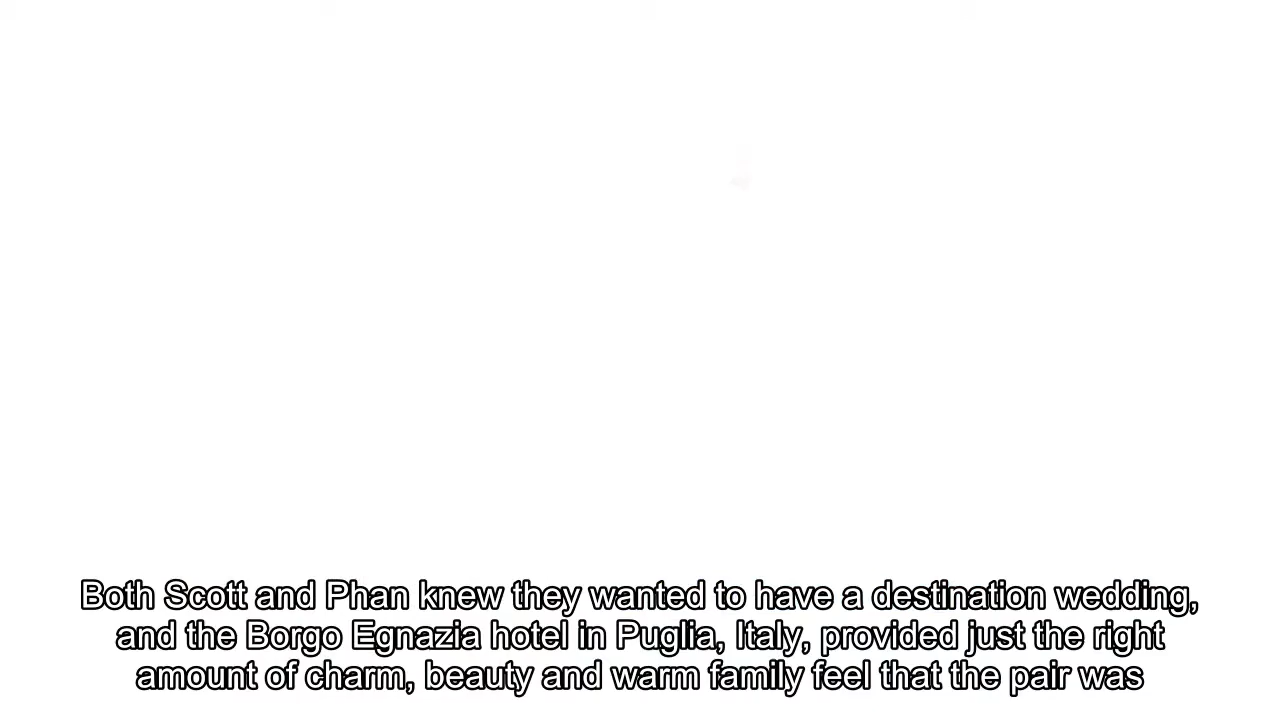 Both Scott and Phan knew they wanted to have a destination wedding,
and the Borgo Egnazia hotel in Puglia, Italy, provided just the right
amount of charm, beauty and warm family feel that the pair was